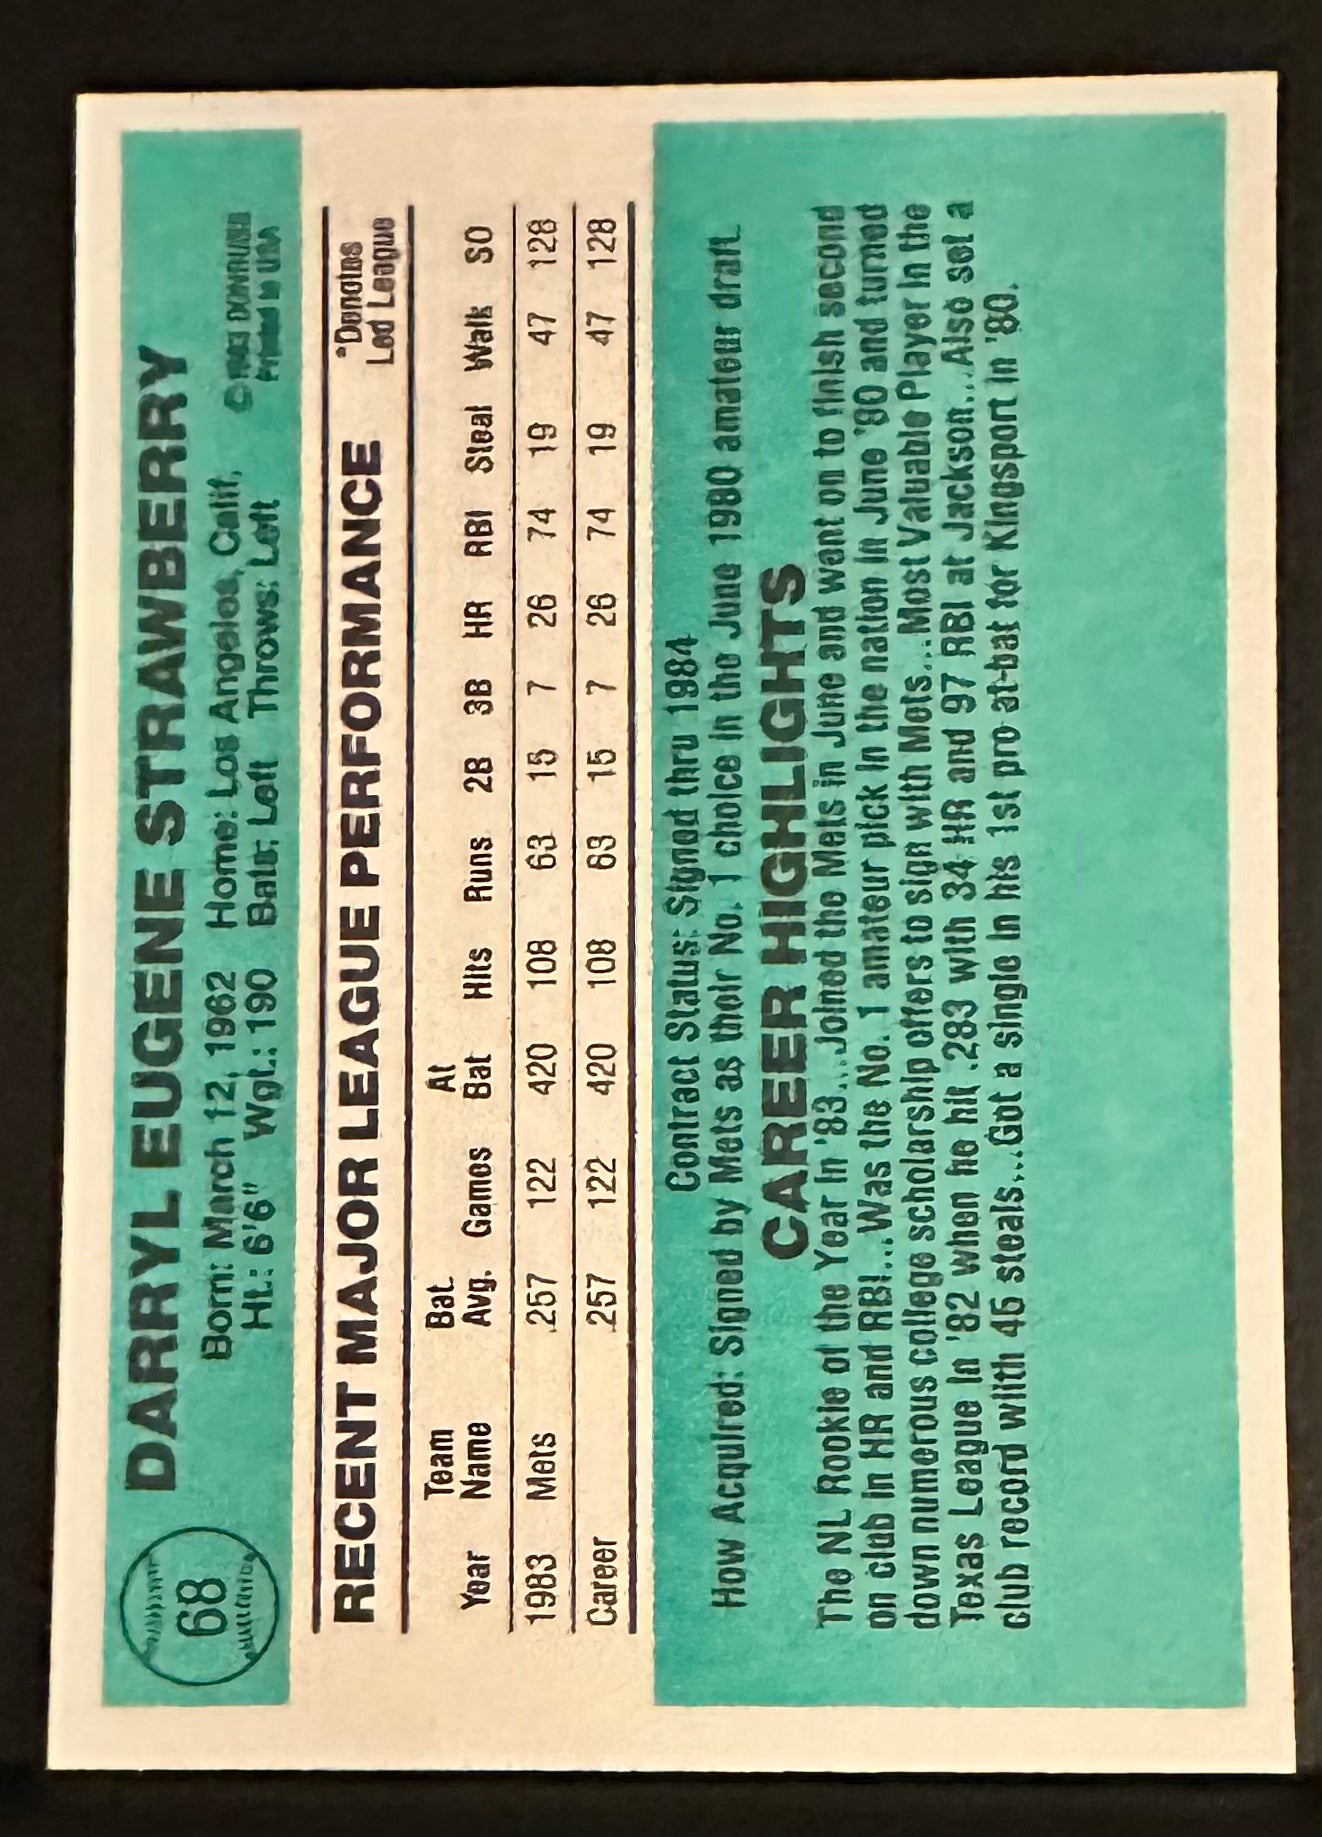 68
DARRYL EUGENE STRAWBERRY
Born: March 12, 1962 Home: Los Angeles, Calif.
Ht.: 6'6" Wgt.: 190 Bats: Left Throws: Left
© 1983 DONRUSS
Printed in USA
RECENT MAJOR LEAGUE PERFORMANCE
*Denotes
Led League
Year Team Name Bat. Avg. Games At Bat Hits Runs 2B 3B HR RBI Steal Walk SO
1983 Mets .257 122 420 108 63 15 7 26 74 19 47 128
Career .257 122 420 108 63 15 7 26 74 19 47 128
Contract Status: Signed thru 1984
How Acquired: Signed by Mets as their No. 1 choice in the June 1980 amateur draft.
CAREER HIGHLIGHTS
The NL Rookie of the Year in '83...Joined the Mets in June and went on to finish second
on club in HR and RBI...Was the No. 1 amateur pick in the nation in June '80 and turned
down numerous college scholarship offers to sign with Mets...Most Valuable Player in the
Texas League in '82 when he hit .283 with 34 HR and 97 RBI at Jackson...Also set a
club record wiith 45 steals...Got a single in his 1st pro at-bat for Kingsport in '80.